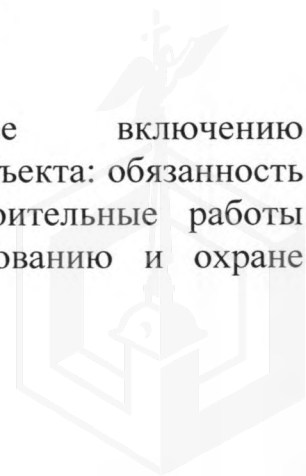 е включению
ъекта: обязанность
оительные работы
ованию и охране